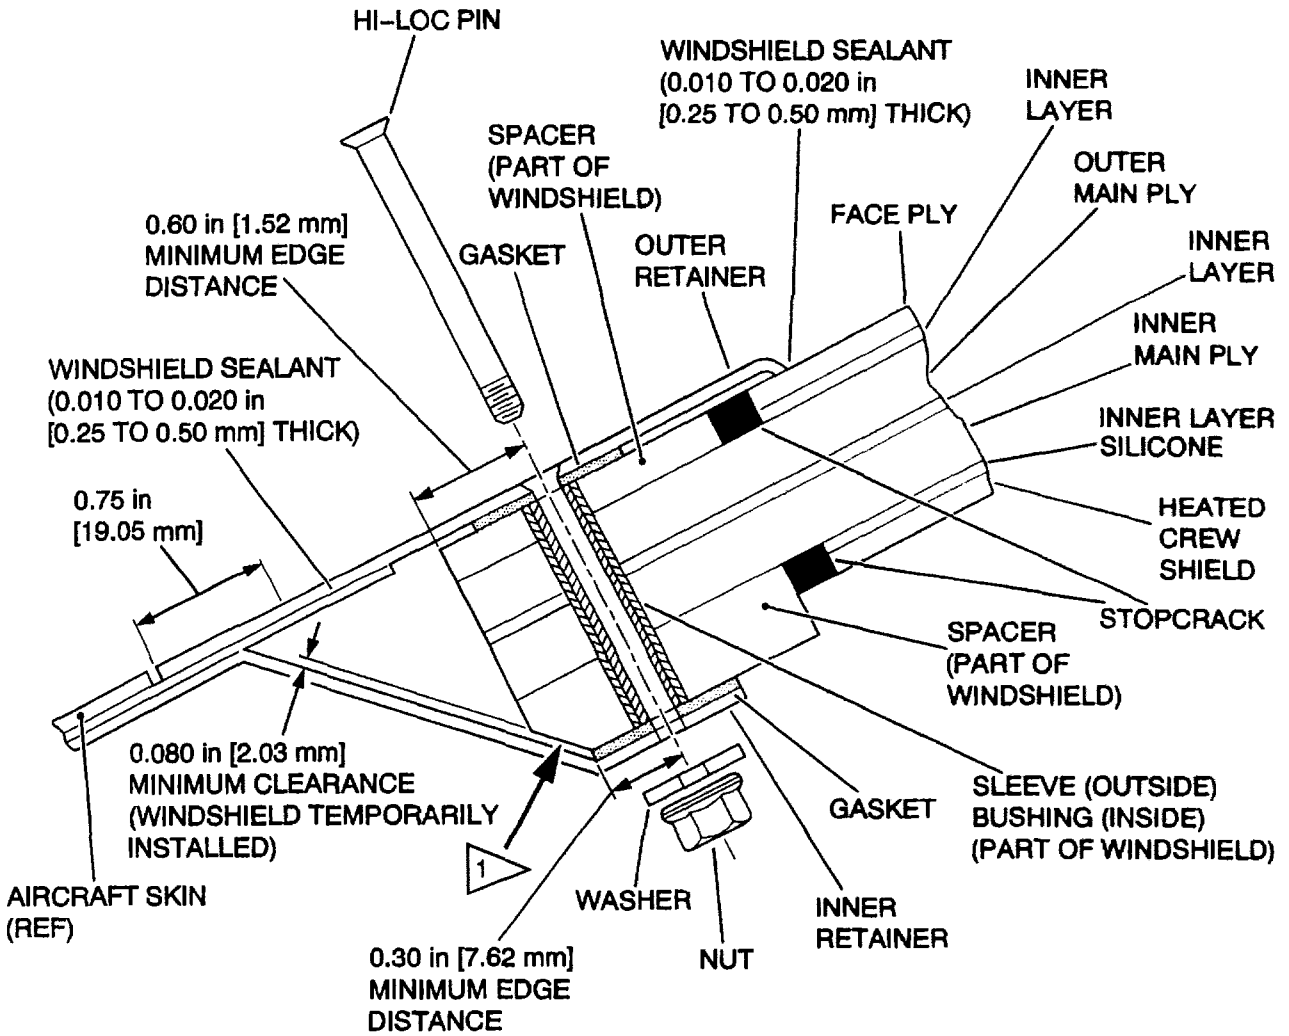 HI-LOC PIN
WINDSHIELD SEALANT
(0.010 TO 0.020 in
[0.25 TO 0.50 mm] THICK)
INNER
LAYER
SPACER
(PART OF
WINDSHIELD)
OUTER
MAIN PLY
0.60 in [1.52 mm]
MINIMUM EDGE
DISTANCE
GASKET
OUTER
RETAINER
FACE PLY
INNER
LAYER
INNER
MAIN PLY
WINDSHIELD SEALANT
(0.010 TO 0.020 in
[0.25 TO 0.50 mm] THICK)
INNER LAYER
SILICONE
0.75 in
[19.05 mm]
HEATED
CREW
SHIELD
STOPCRACK
SPACER
(PART OF
WINDSHIELD)
0.080 in [2.03 mm]
MINIMUM CLEARANCE
(WINDSHIELD TEMPORARILY
INSTALLED)
GASKET
SLEEVE (OUTSIDE)
BUSHING (INSIDE)
(PART OF WINDSHIELD)
1
AIRCRAFT SKIN
(REF)
WASHER
INNER
RETAINER
0.30 in [7.62 mm]
MINIMUM EDGE
DISTANCE
NUT